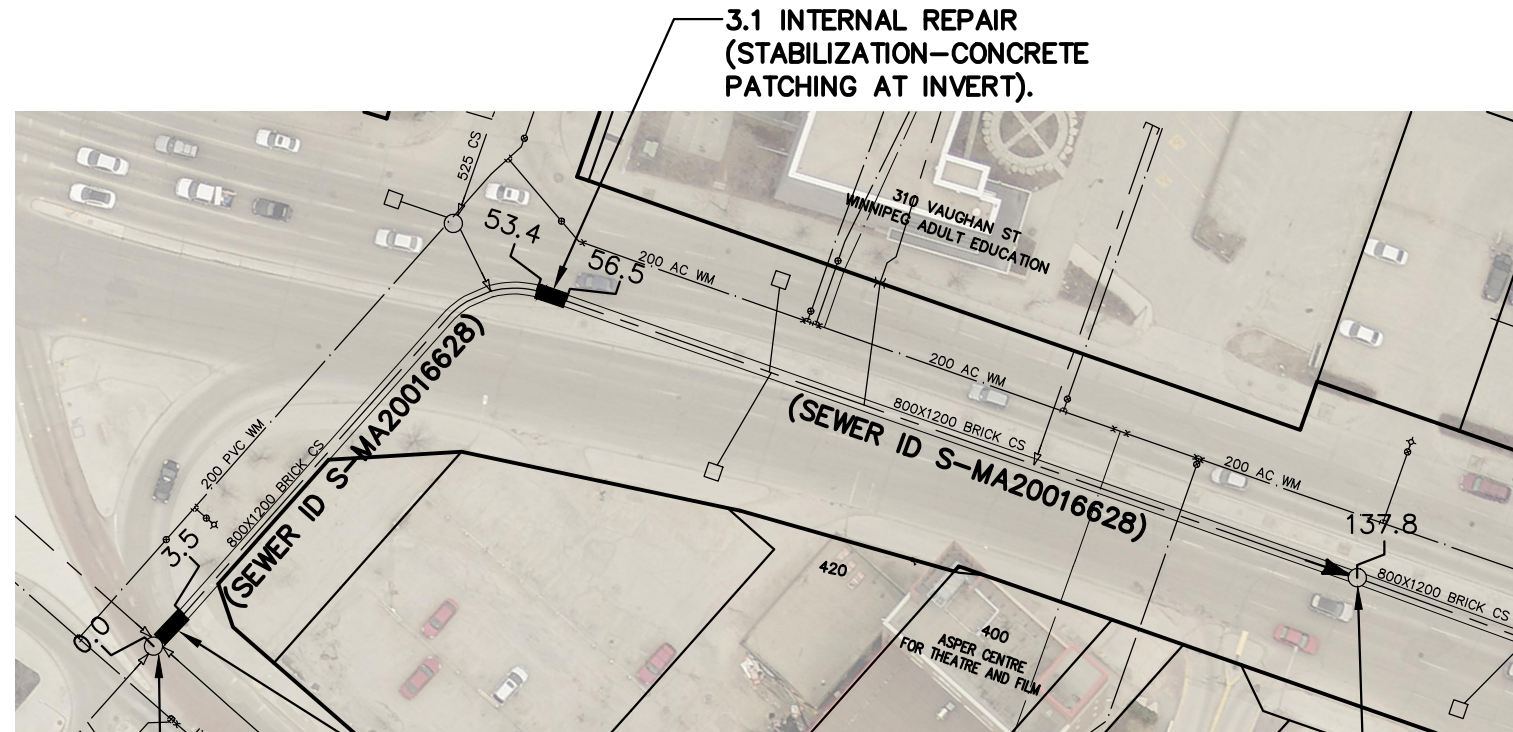 3.1 INTERNAL REPAIR
(STABILIZATION-CONCRETE
PATCHING AT INVERT).
525 CS
53.4
56.5
200 AC WM
310 VAUGHAN ST
WINNIPEG ADULT EDUCATION
200 AC WM
800X1200 BRICK CS
(SEWER ID S-MA20016628)
200 AC WM
137.8
800X1200 BRICK CS
(SEWER ID S-MA20016628)
200 PVC WM
800X1200 BRICK CS
3.5
0.0
420
400
ASPER CENTRE
FOR THEATRE AND FILM